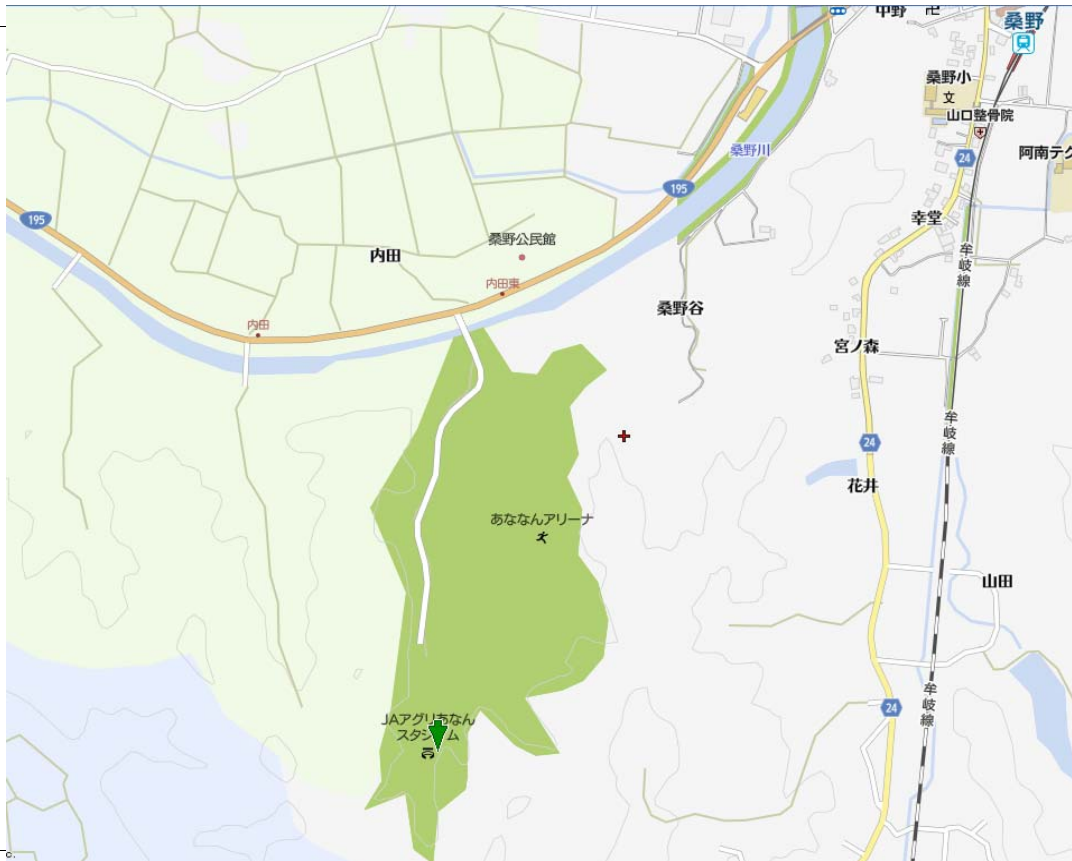 中野
桑野
桑野小
文
山口整骨院
24
阿南テク
桑野川
195
195
幸堂
桑野公民館
内田
牟岐線
内田東
桑野谷
内田
宮ノ森
牟岐線
24
花井
あななんアリーナ
山田
牟岐線
24
JAアグリあなん
スタジアム